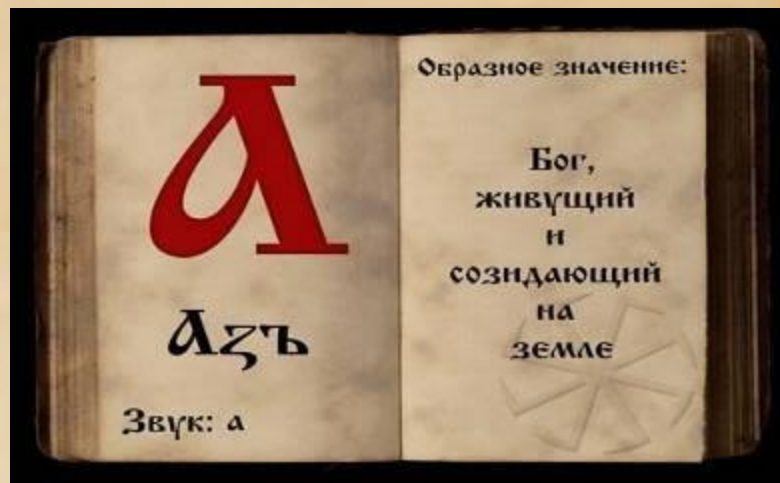 А
Азъ
Звук: а
Образное значение:
Бог,
живущий
и
созидающий
на
земле